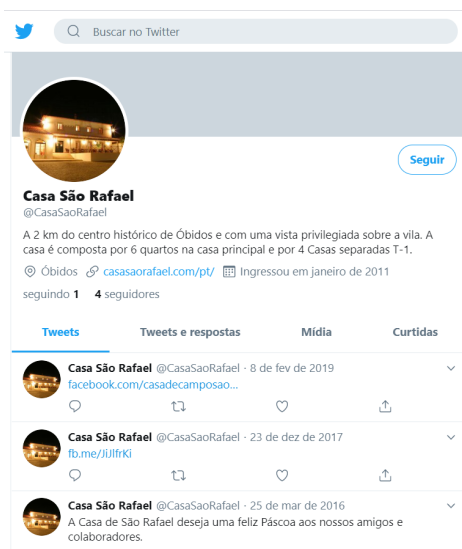 Buscar no Twitter
Seguir
Casa São Rafael
@CasaSaoRafael
A 2 km do centro histórico de Óbidos e com uma vista privilegiada sobre a vila. A
casa é composta por 6 quartos na casa principal e por 4 Casas separadas T-1.
Óbidos casasaorafael.com/pt/ Ingressou em janeiro de 2011
seguindo 1 4 seguidores
Tweets Tweets e respostas Mídia Curtidas
Casa São Rafael @CasaSaoRafael · 8 de fev de 2019
facebook.com/casadecamposao...
Casa São Rafael @CasaSaoRafael · 23 de dez de 2017
fb.me/JiJlfrKi
Casa São Rafael @CasaSaoRafael · 25 de mar de 2016
A Casa de São Rafael deseja uma feliz Páscoa aos nossos amigos e
colaboradores.